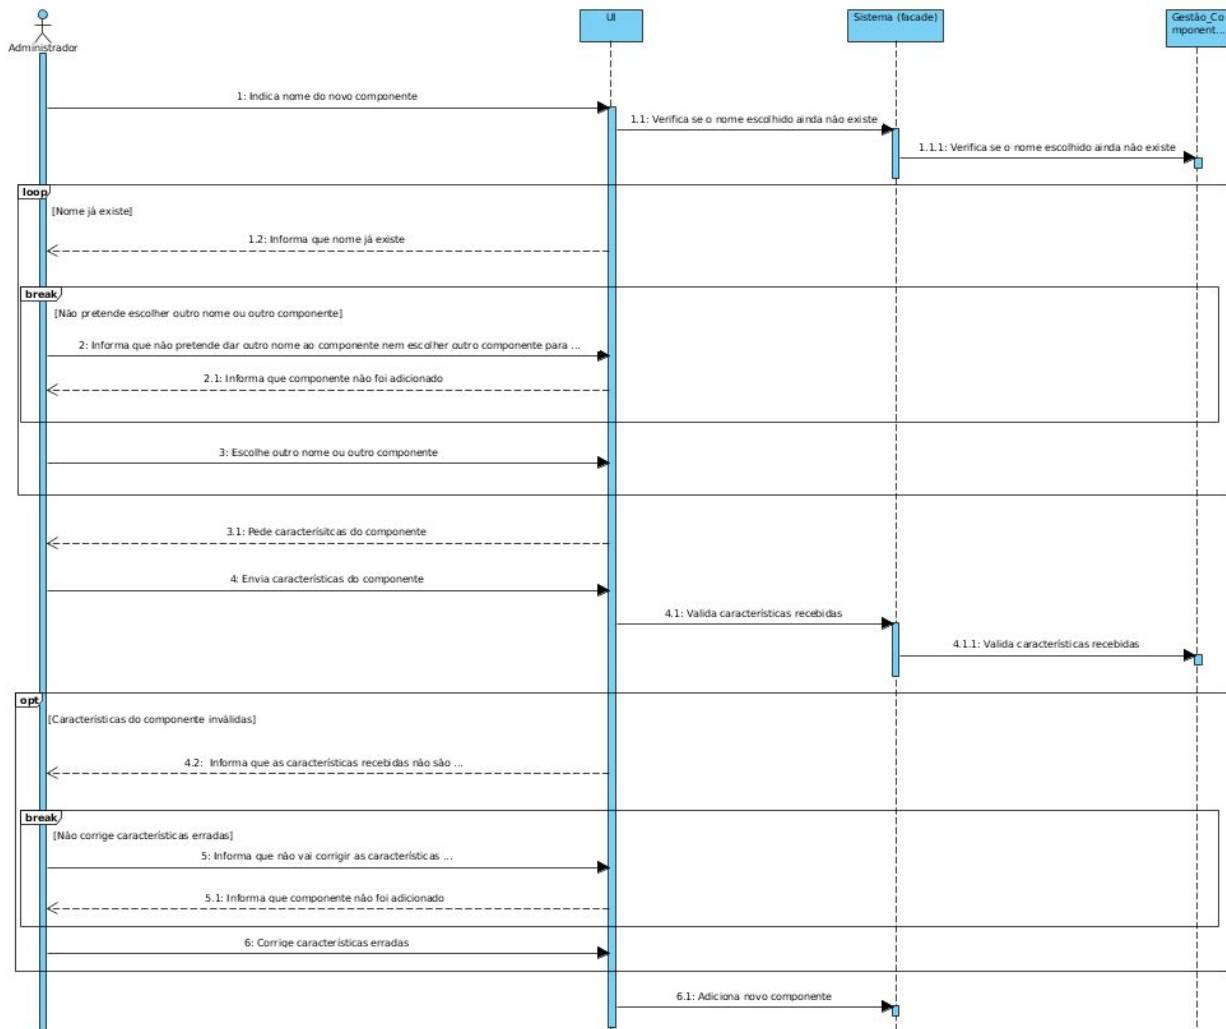 Administrador
UI
Sistema (facade)
Gestão_Co
mponent...
1: Indica nome do novo componente
1.1: Verifica se o nome escolhido ainda não existe
1.1.1: Verifica se o nome escolhido ainda não existe
loop
[Nome já existe]
1.2: Informa que nome já existe
break
[Não pretende escolher outro nome ou outro componente]
2: Informa que não pretende dar outro nome ao componente nem escolher outro componente para ...
2.1: Informa que componente não foi adicionado
3: Escolhe outro nome ou outro componente
3.1: Pede caracterísitcas do componente
4: Envia características do componente
4.1: Valida características recebidas
4.1.1: Valida características recebidas
opt
[Características do componente inválidas]
4.2: Informa que as características recebidas não são ...
break
[Não corrige características erradas]
5: Informa que não vai corrigir as características ...
5.1: Informa que componente não foi adicionado
6: Corrige características erradas
6.1: Adiciona novo componente